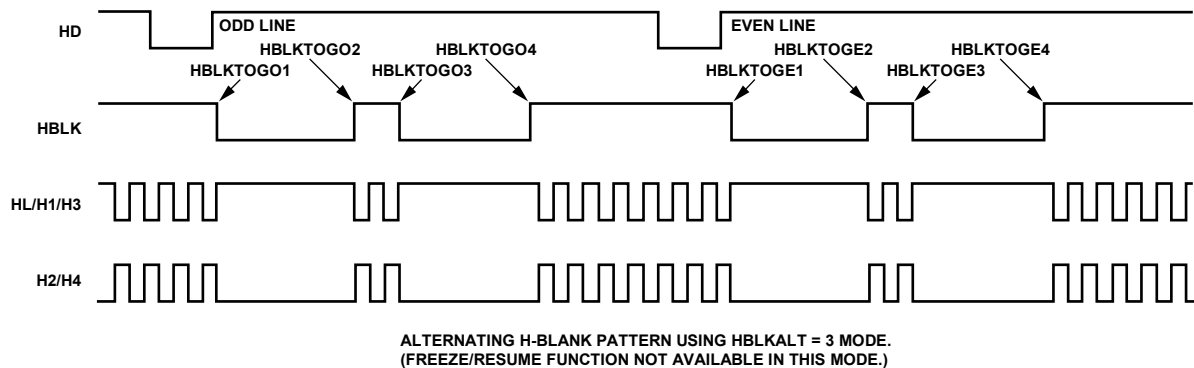 HD
ODD LINE
EVEN LINE
HBLKTOGO2
HBLKTOGO4
HBLKTOGE2
HBLKTOGE4
HBLKTOGO1
HBLKTOGO3
HBLKTOGE1
HBLKTOGE3
HBLK
HL/H1/H3
H2/H4
ALTERNATING H-BLANK PATTERN USING HBLKALT = 3 MODE.
(FREEZE/RESUME FUNCTION NOT AVAILABLE IN THIS MODE.)